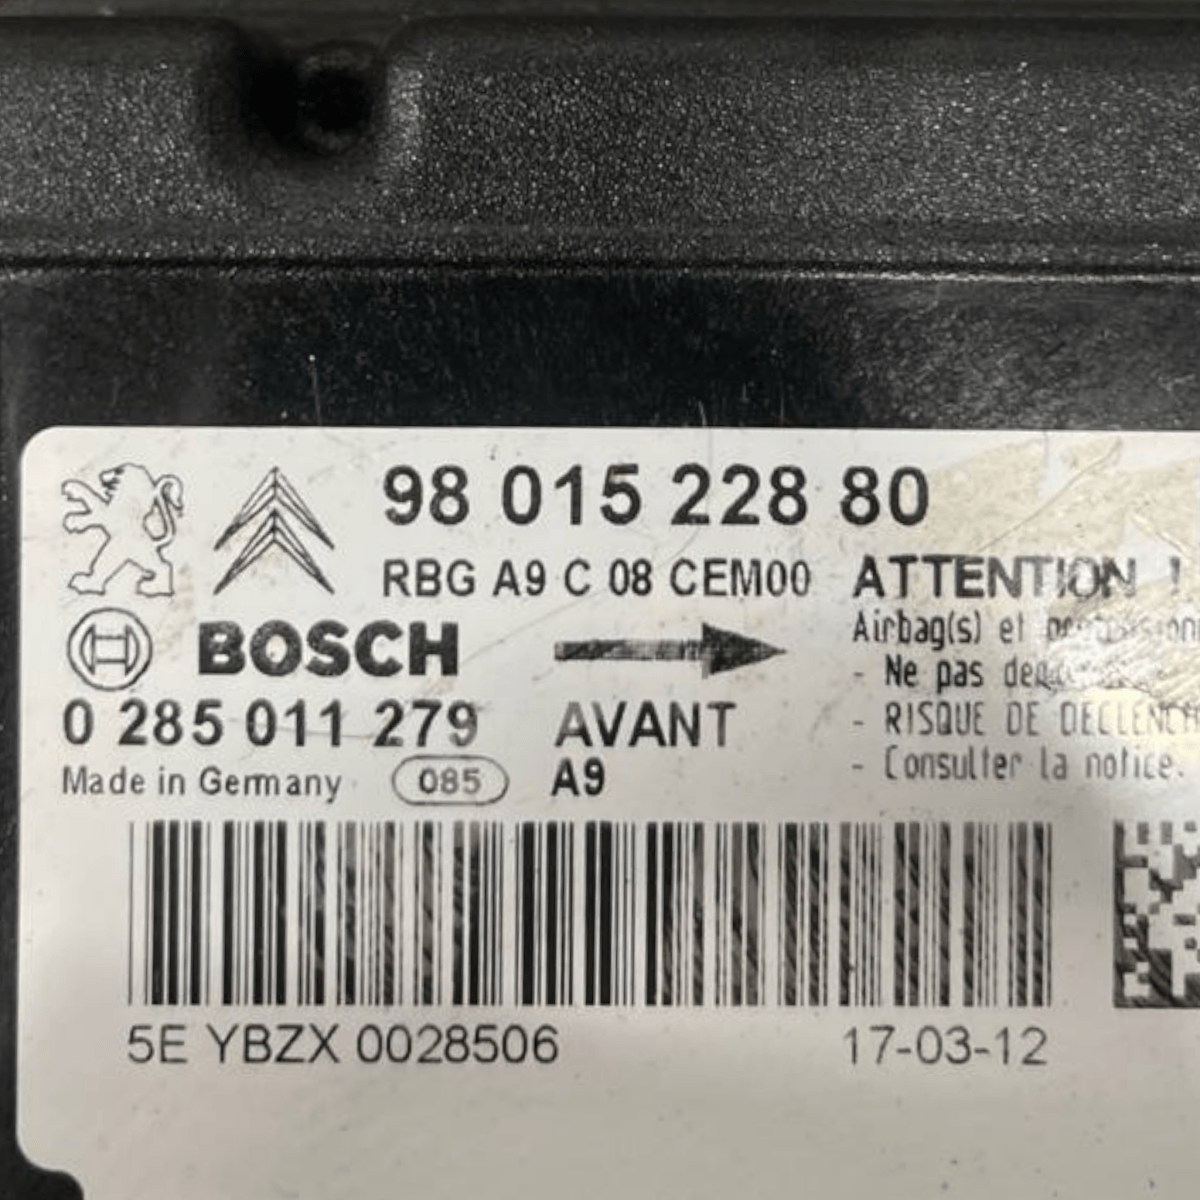 98 015 228 80
RBG A9 C 08 CEM00
BOSCH
0 285 011 279
Made in Germany 085
AVANT
A9
ATTENTION !
Airbag(s) et
- Ne pas
- RISQUE DE
- Consulter la notice.
5E YBZX 0028506
17-03-12